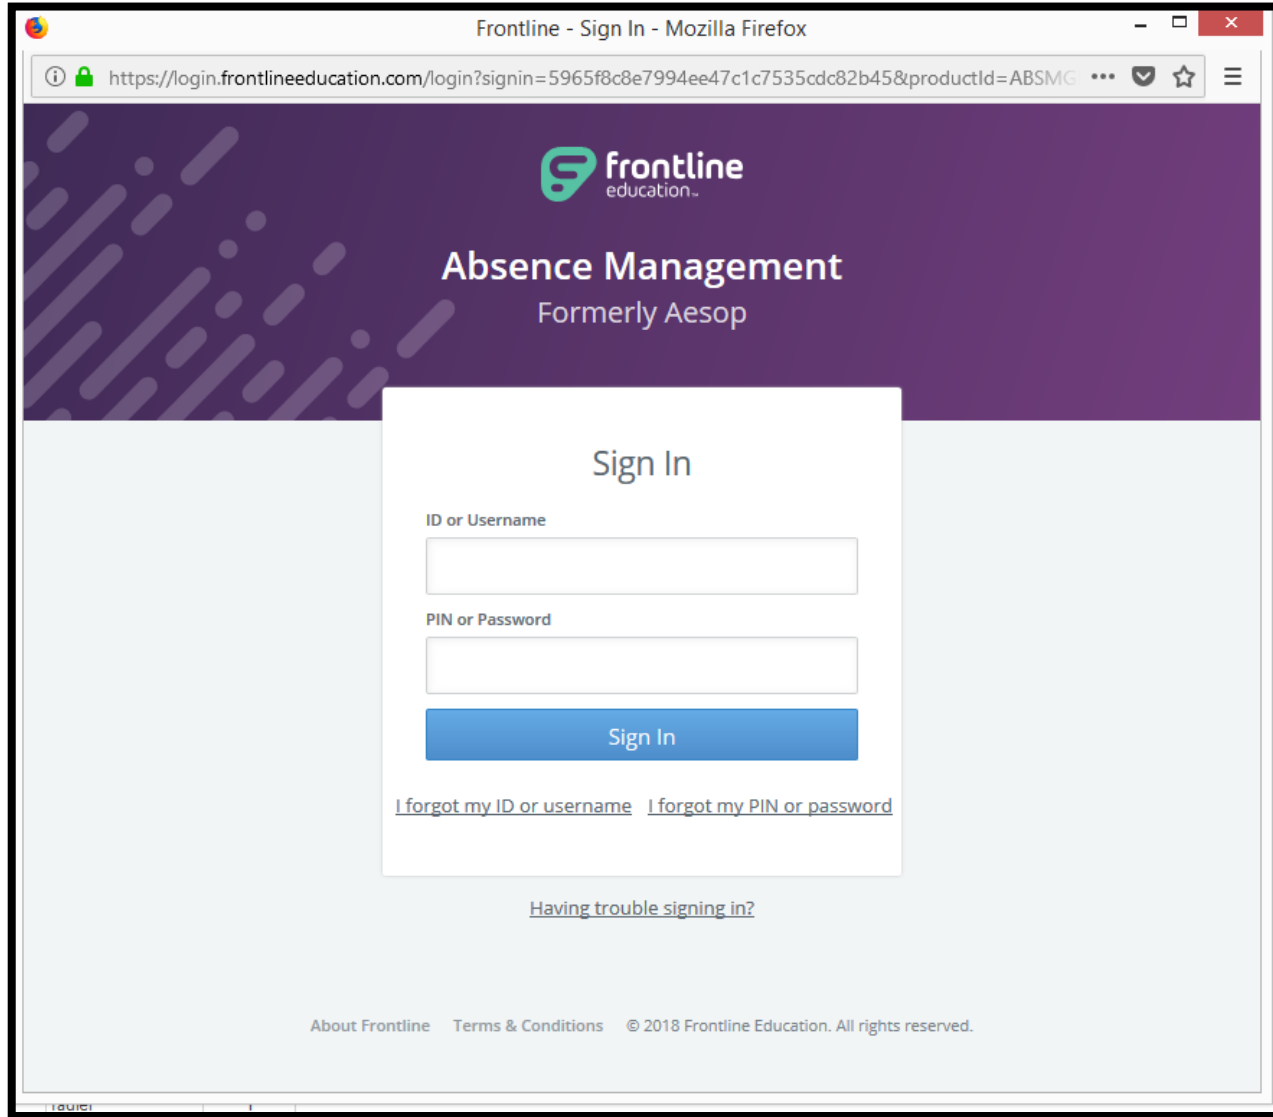 Frontline - Sign In - Mozilla Firefox
https://login.frontlineeducation.com/login?signin=5965f8c8e7994ee47c1c7535cdc82b45&productId=ABSMG
frontline
education™
Absence Management
Formerly Aesop
Sign In
ID or Username
PIN or Password
Sign In
I forgot my ID or username I forgot my PIN or password
Having trouble signing in?
About Frontline Terms & Conditions © 2018 Frontline Education. All rights reserved.